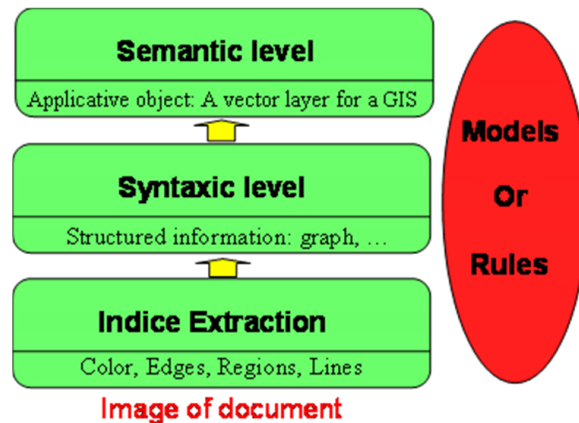 Semantic level
Applicative object: A vector layer for a GIS
Syntaxic level
Structured information: graph, ...
Indice Extraction
Color, Edges, Regions, Lines
Image of document
Models
Or
Rules